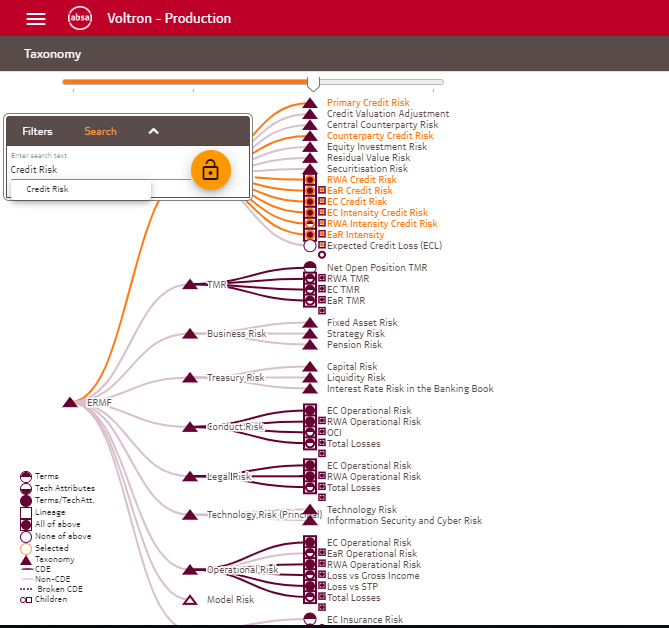 absa
Voltron - Production
Taxonomy
Filters
Search
Enter search text
Credit Risk
Credit Risk
Primary Credit Risk
Credit Valuation Adjustment
Central Counterparty Risk
Counterparty Credit Risk
Equity Investment Risk
Residual Value Risk
Securitisation Risk
RWA Credit Risk
EaR Credit Risk
EC Credit Risk
EC Intensity Credit Risk
RWA Intensity Credit Risk
EaR Intensity
Expected Credit Loss (ECL)
TMR
Net Open Position TMR
RWA TMR
EC TMR
EaR TMR
Business Risk
Fixed Asset Risk
Strategy Risk
Pension Risk
Treasury Risk
Capital Risk
Liquidity Risk
Interest Rate Risk in the Banking Book
ERMF
Conduct Risk
EC Operational Risk
RWA Operational Risk
OCI
Total Losses
Legal Risk
EC Operational Risk
RWA Operational Risk
Total Losses
Technology Risk (Principal)
Technology Risk
Information Security and Cyber Risk
Operational Risk
EC Operational Risk
EaR Operational Risk
RWA Operational Risk
Loss vs Gross Income
Loss vs STP
Total Losses
Model Risk
EC Insurance Risk
Terms
Tech Attributes
Terms/TechAtt.
Lineage
All of above
None of above
Selected
Taxonomy
CDE
Non-CDE
Broken CDE
Children